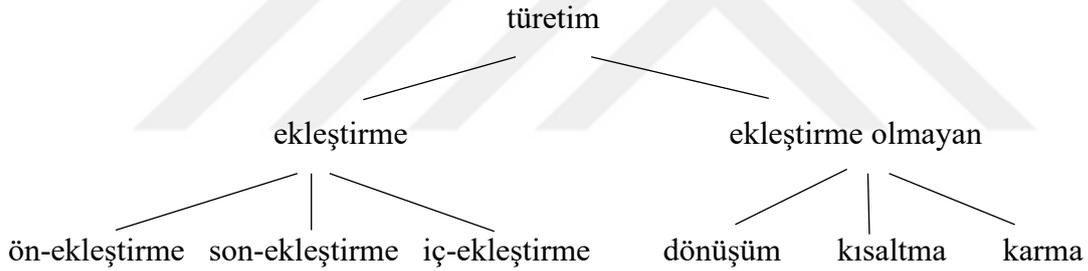 türetim
ekleştirme ekleştirme olmayan
ön-ekleştirme son-ekleştirme iç-ekleştirme dönüşüm kısaltma karma